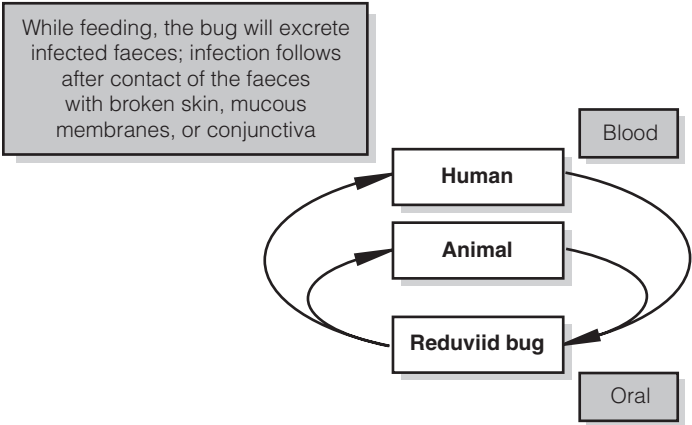 While feeding, the bug will excrete
infected faeces; infection follows
after contact of the faeces
with broken skin, mucous
membranes, or conjunctiva
Blood
Human
Animal
Reduviid bug
Oral